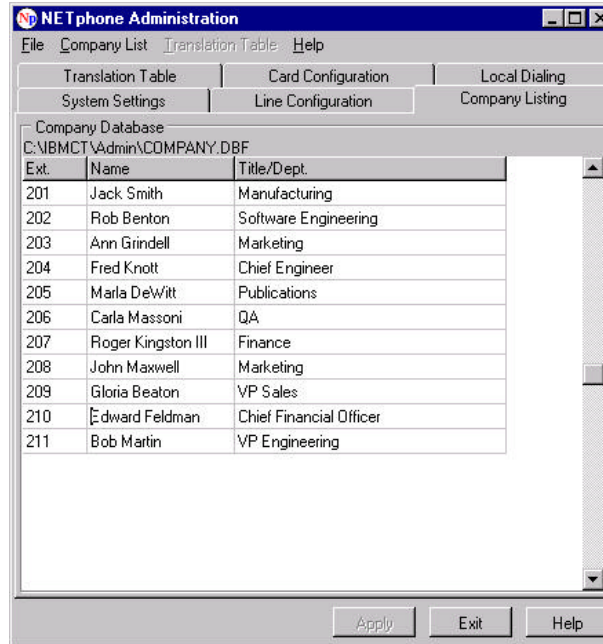 Np NETphone Administration
File Company List Translation Table Help
Translation Table Card Configuration Local Dialing
System Settings Line Configuration Company Listing
Company Database
C:\IBMCT\Admin\COMPANY.DBF
Ext. Name Title/Dept.
201 Jack Smith Manufacturing
202 Rob Benton Software Engineering
203 Ann Grindell Marketing
204 Fred Knott Chief Engineer
205 Marla DeWitt Publications
206 Carla Massoni QA
207 Roger Kingston III Finance
208 John Maxwell Marketing
209 Gloria Beaton VP Sales
210 Edward Feldman Chief Financial Officer
211 Bob Martin VP Engineering
Apply Exit Help